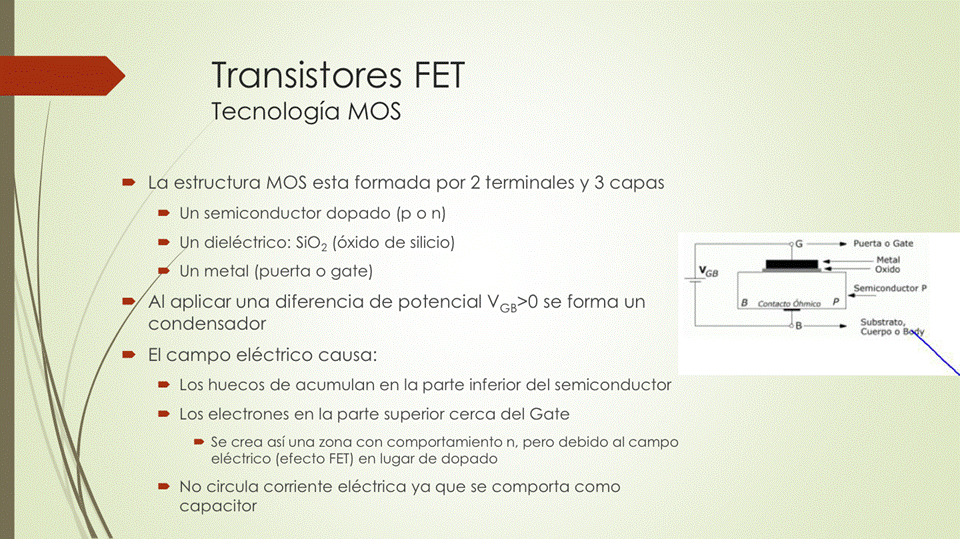 Transistores FET
Tecnología MOS
La estructura MOS esta formada por 2 terminales y 3 capas
Un semiconductor dopado (p o n)
Un dieléctrico: SiO2 (óxido de silicio)
Un metal (puerta o gate)
Al aplicar una diferencia de potencial VGB>0 se forma un
condensador
El campo eléctrico causa:
Los huecos de acumulan en la parte inferior del semiconductor
Los electrones en la parte superior cerca del Gate
Se crea así una zona con comportamiento n, pero debido al campo
eléctrico (efecto FET) en lugar de dopado
No circula corriente eléctrica ya que se comporta como
capacitor
G
Puerta o Gate
Metal
Oxido
VGB
Semiconductor P
B Contacto Óhmico P
B
Substrato,
Cuerpo o Body